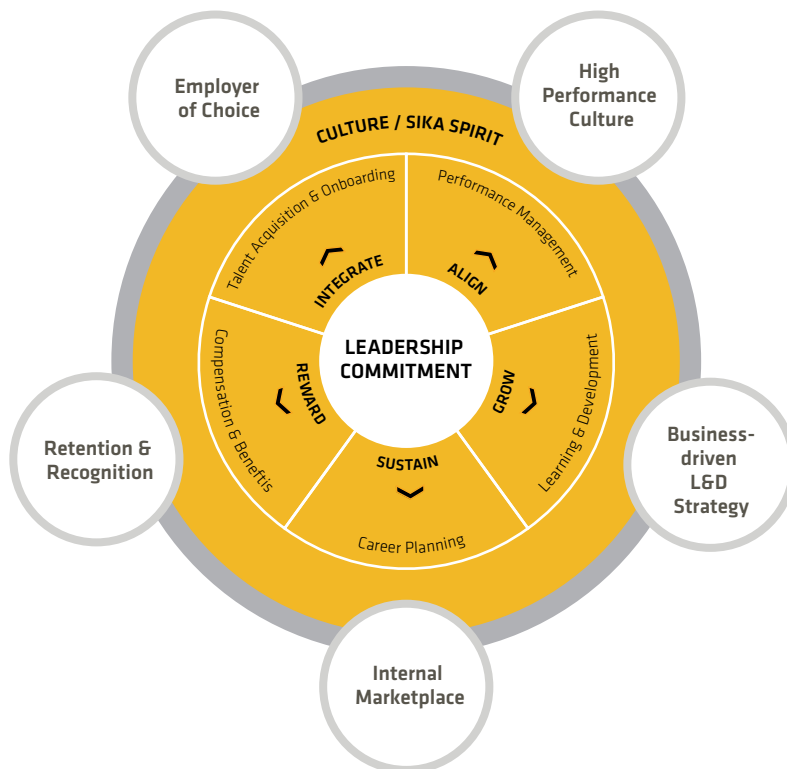 Employer
of Choice
High
Performance
Culture
CULTURE / SIKA SPIRIT
Talent Acquisition & Onboarding
Performance Management
INTEGRATE
ALIGN
LEADERSHIP
COMMITMENT
Compensation & Beneftis
REWARD
GROW
Learning & Development
Retention &
Recognition
SUSTAIN
Business-
driven
L&D
Strategy
Career Planning
Internal
Marketplace